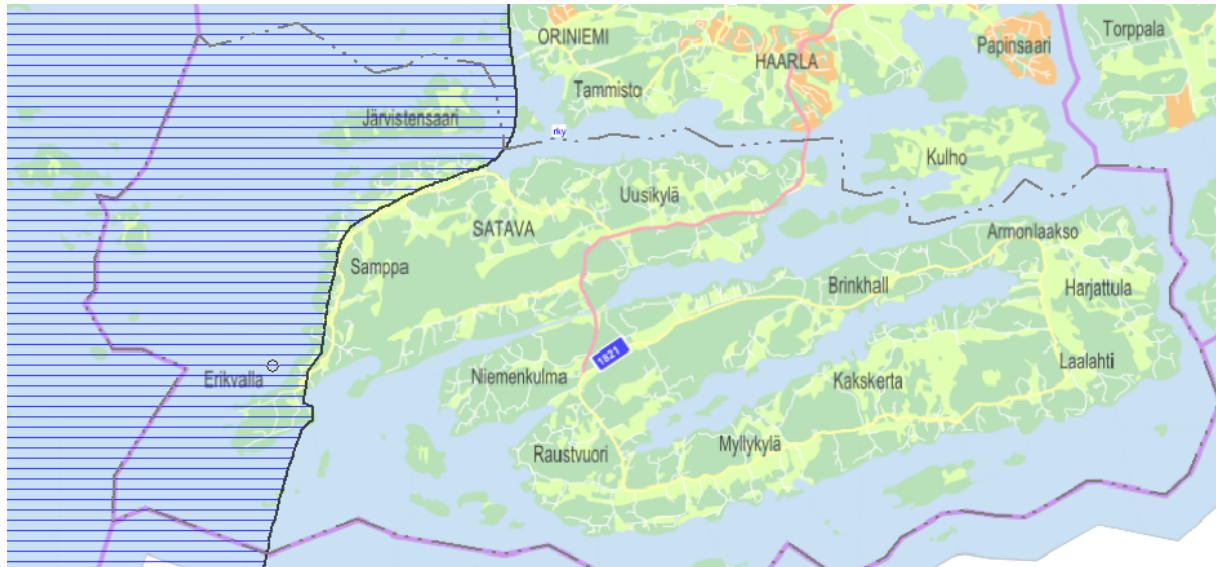 ORINIEMI
Papinsaari
Torppala
HAARLA
Tammisto
Järvistensaari
rky
Kulho
Uusikylä
SATAVA
Armonlaakso
Samppa
Brinkhall
Harjattula
1821
Laalahti
Erikvalla
Niemenkulma
Kakskerta
Myllykylä
Raustvuori